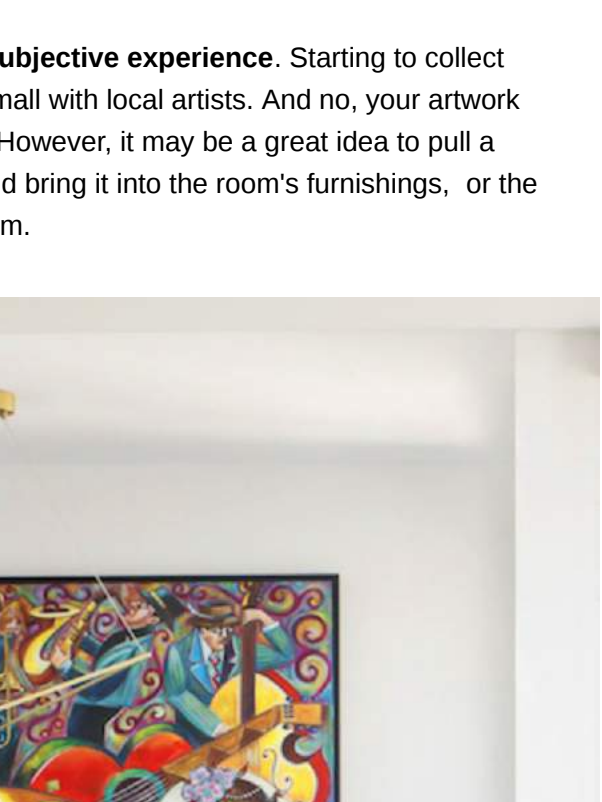 ubjective experience. Starting to collect
mall with local artists. And no, your artwork
However, it may be a great idea to pull a
d bring it into the room's furnishings,  or the
m.